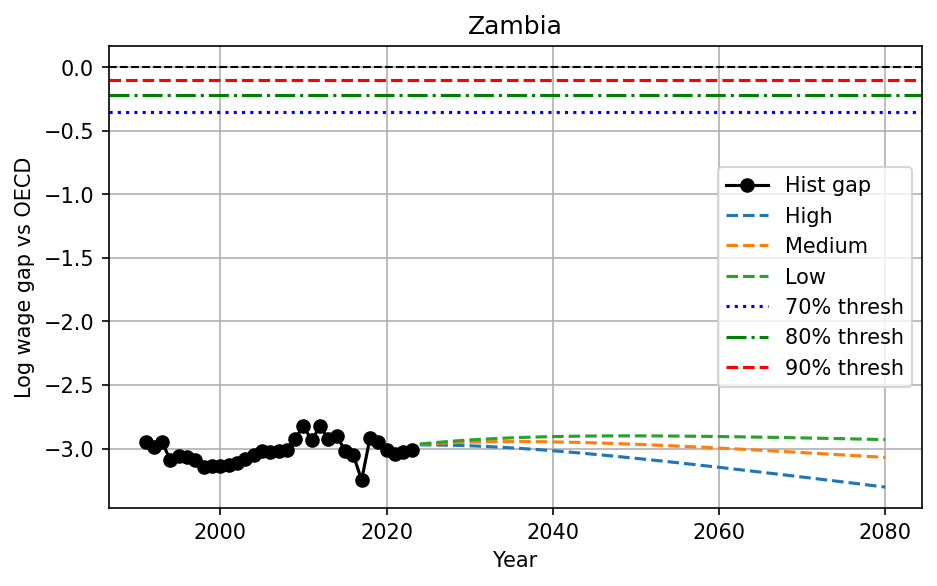 Zambia
Log wage gap vs OECD
0.0
−0.5
−1.0
−1.5
−2.0
−2.5
−3.0
Hist gap
High
Medium
Low
70% thresh
80% thresh
90% thresh
2000
2020
2040
2060
2080
Year